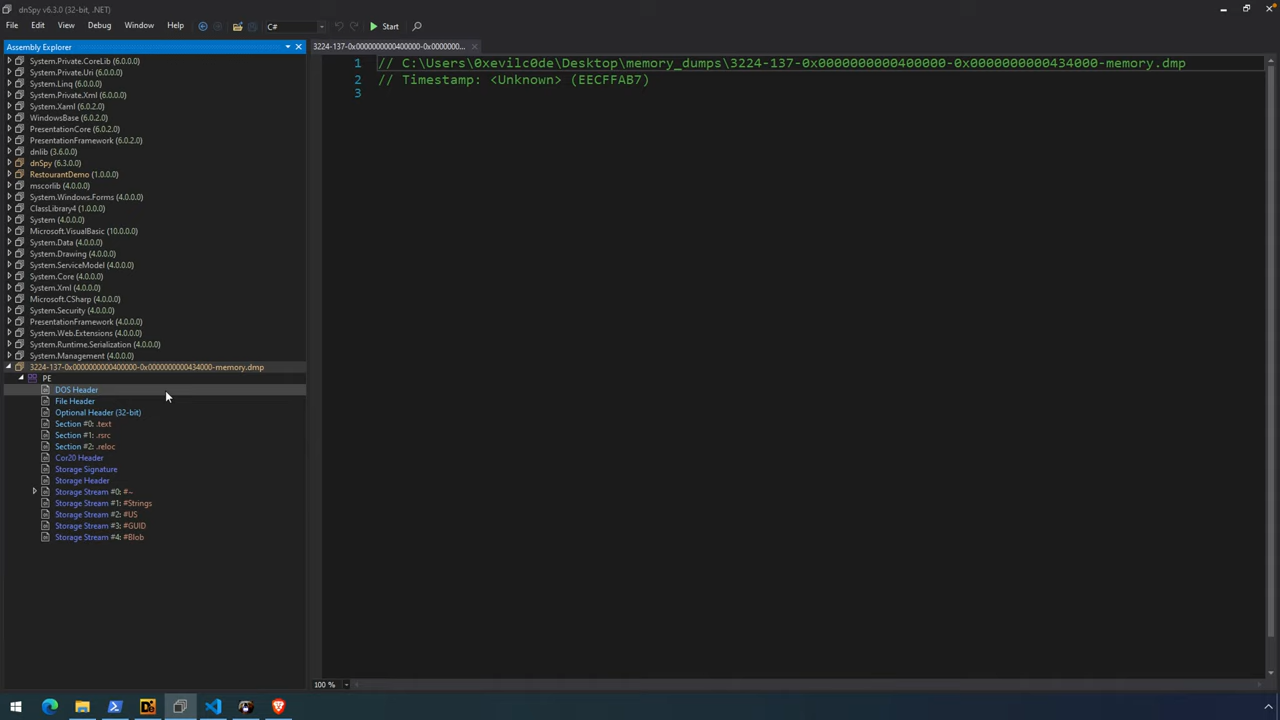 dnSpy v6.3.0 (32-bit, .NET)
File Edit View Debug Window Help C# Start
Assembly Explorer
System.Private.CoreLib (6.0.0.0)
System.Private.Uri (6.0.0.0)
System.Linq (6.0.0.0)
System.Private.Xml (6.0.0.0)
System.Xaml (6.0.2.0)
WindowsBase (6.0.2.0)
PresentationCore (6.0.2.0)
PresentationFramework (6.0.2.0)
dnlib (3.6.0.0)
dnSpy (6.3.0.0)
RestourantDemo (1.0.0.0)
mscorlib (4.0.0.0)
System.Windows.Forms (4.0.0.0)
ClassLibrary4 (1.0.0.0)
System (4.0.0.0)
Microsoft.VisualBasic (10.0.0.0)
System.Data (4.0.0.0)
System.Drawing (4.0.0.0)
System.ServiceModel (4.0.0.0)
System.Core (4.0.0.0)
System.Xml (4.0.0.0)
Microsoft.CSharp (4.0.0.0)
System.Security (4.0.0.0)
PresentationFramework (4.0.0.0)
System.Web.Extensions (4.0.0.0)
System.Runtime.Serialization (4.0.0.0)
System.Management (4.0.0.0)
3224-137-0x0000000000400000-0x0000000000434000-memory.dmp
PE
DOS Header
File Header
Optional Header (32-bit)
Section #0: .text
Section #1: .rsrc
Section #2: .reloc
Cor20 Header
Storage Signature
Storage Header
Storage Stream #0: #~
Storage Stream #1: #Strings
Storage Stream #2: #US
Storage Stream #3: #GUID
Storage Stream #4: #Blob
3224-137-0x0000000000400000-0x0000000...
1 // C:\Users\0xevilc0de\Desktop\memory_dumps\3224-137-0x0000000000400000-0x0000000000434000-memory.dmp
2 // Timestamp: <Unknown> (EECFFAB7)
3
100 %